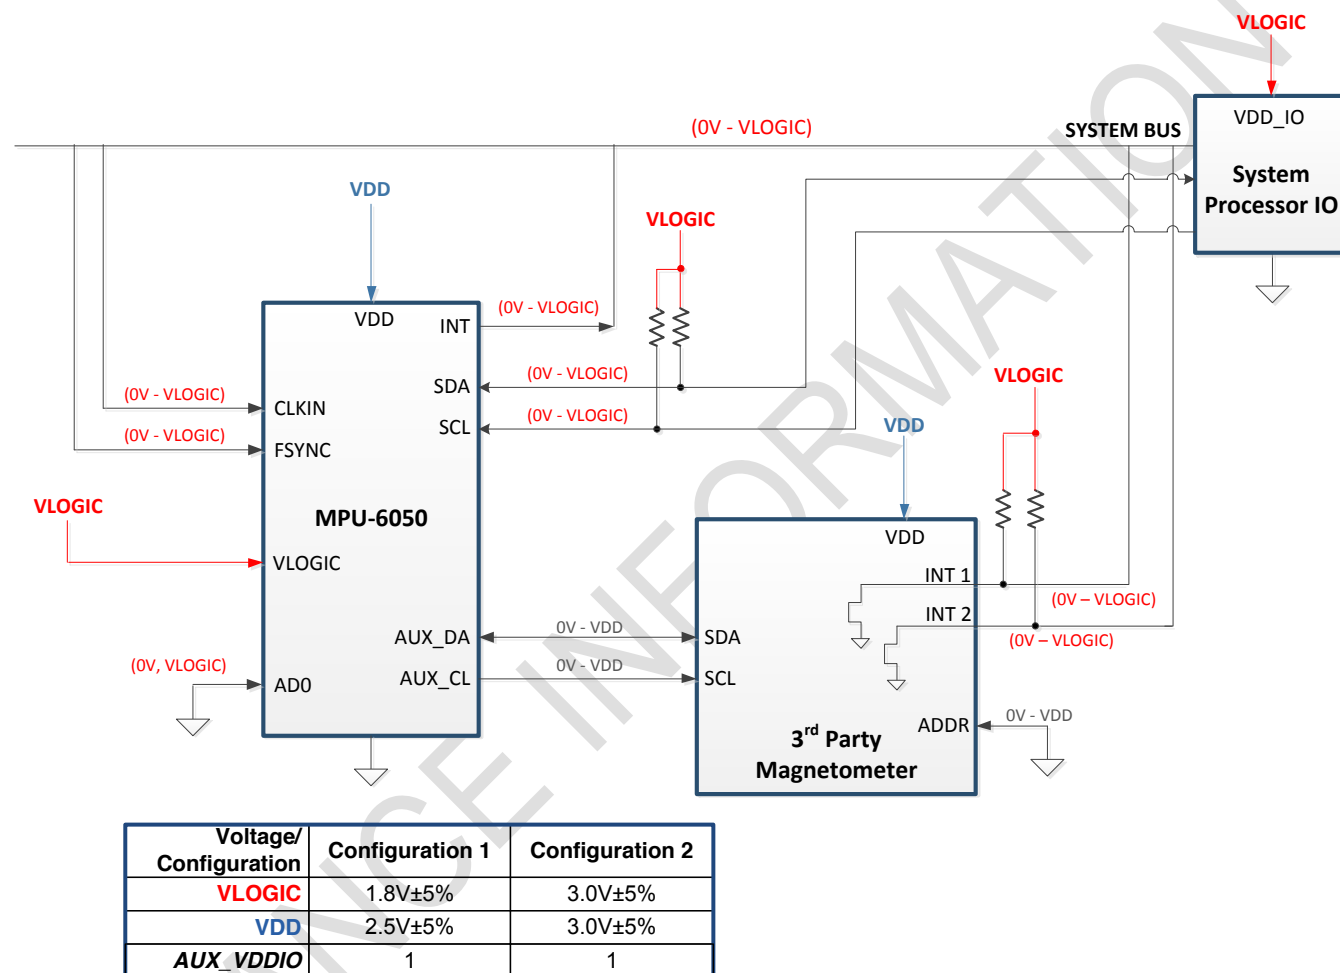 VLOGIC
(0V - VLOGIC)
SYSTEM BUS
VDD_IO
System
Processor IO
VDD
VLOGIC
VDD
INT
(0V - VLOGIC)
SDA
(0V - VLOGIC)
SCL
(0V - VLOGIC)
(0V - VLOGIC)
CLKIN
(0V - VLOGIC)
FSYNC
VLOGIC
MPU-6050
VLOGIC
AUX_DA
0V - VDD
AUX_CL
0V - VDD
(0V, VLOGIC)
AD0
VLOGIC
VDD
VDD
INT 1
(0V – VLOGIC)
INT 2
(0V – VLOGIC)
SDA
SCL
ADDR
0V - VDD
3rd Party
Magnetometer
Voltage/
Configuration Configuration 1 Configuration 2
VLOGIC 1.8V±5% 3.0V±5%
VDD 2.5V±5% 3.0V±5%
AUX_VDDIO 1 1
ANCE INFORMATION